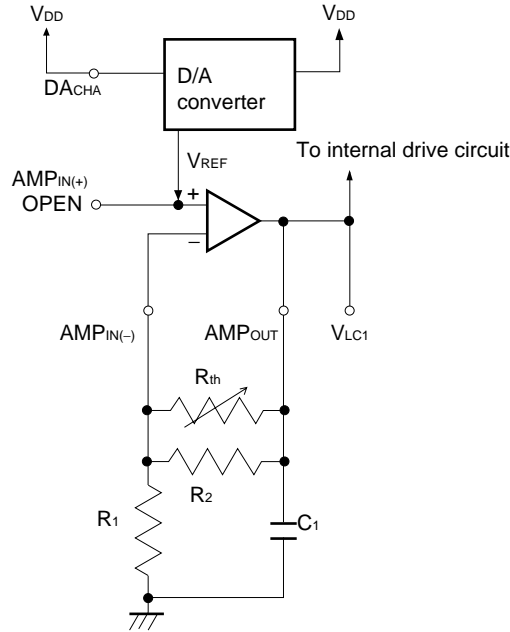 VDD
VDD
DACHA
D/A
converter
VREF
To internal drive circuit
AMPIN(+)
OPEN
+
−
AMPIN(−)
AMPOUT
VLC1
Rth
R2
R1
C1